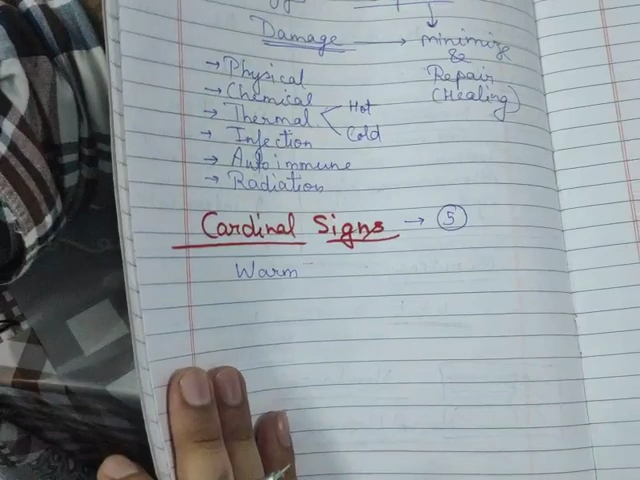 Damage → minimize
&
→ Physical Repair
→ Chemical (Healing)
→ Thermal < Hot
Cold
→ Infection
→ Autoimmune
→ Radiation
Cardinal Signs → 5
Warm